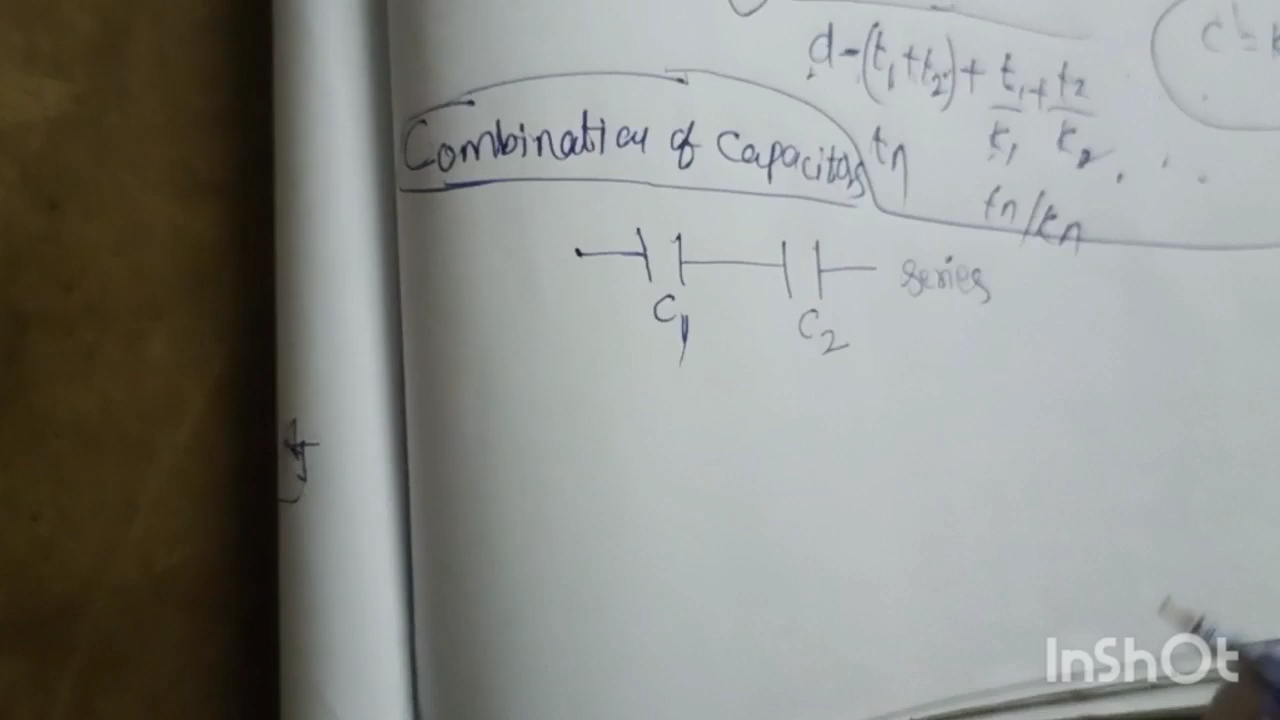 d-(t₁+t₂)+ t₁/k₁ + t₂/k₂ . . .
tn
tn/kn
C' =
Combination of Capacitors
series
C₁
C₂
InShOt